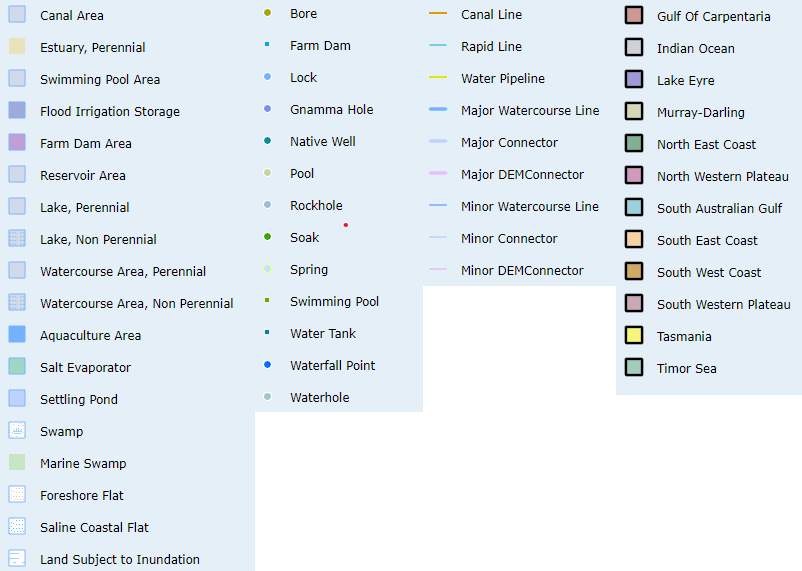 Canal Area
Estuary, Perennial
Swimming Pool Area
Flood Irrigation Storage
Farm Dam Area
Reservoir Area
Lake, Perennial
Lake, Non Perennial
Watercourse Area, Perennial
Watercourse Area, Non Perennial
Aquaculture Area
Salt Evaporator
Settling Pond
Swamp
Marine Swamp
Foreshore Flat
Saline Coastal Flat
Land Subject to Inundation
Bore
Farm Dam
Lock
Gnamma Hole
Native Well
Pool
Rockhole
Soak
Spring
Swimming Pool
Water Tank
Waterfall Point
Waterhole
Canal Line
Rapid Line
Water Pipeline
Major Watercourse Line
Major Connector
Major DEMConnector
Minor Watercourse Line
Minor Connector
Minor DEMConnector
Gulf Of Carpentaria
Indian Ocean
Lake Eyre
Murray-Darling
North East Coast
North Western Plateau
South Australian Gulf
South East Coast
South West Coast
South Western Plateau
Tasmania
Timor Sea